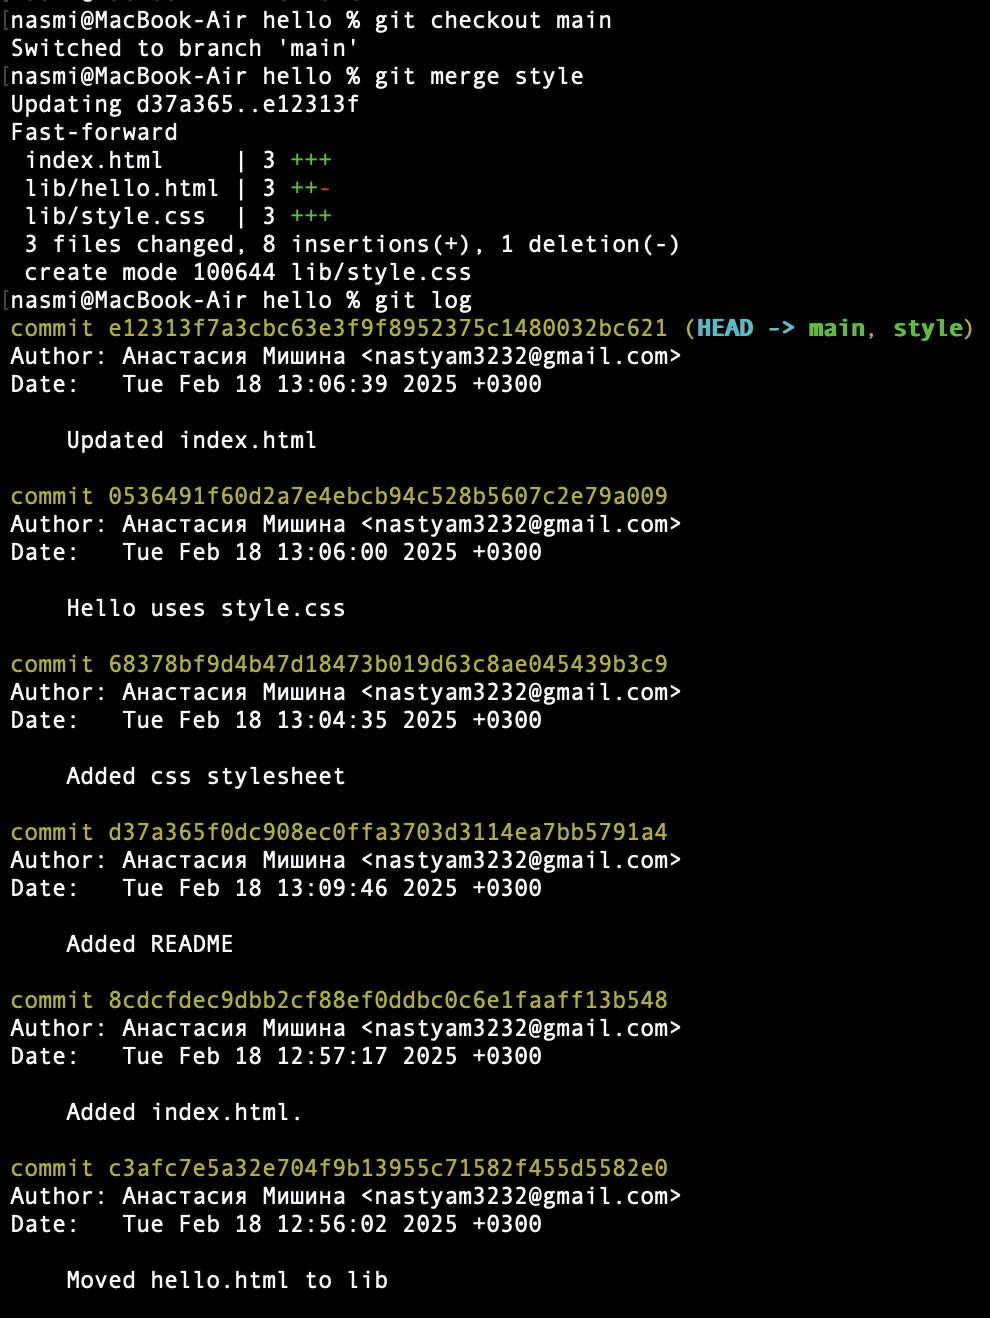 nasmi@MacBook-Air hello % git checkout main
Switched to branch 'main'
nasmi@MacBook-Air hello % git merge style
Updating d37a365..e12313f
Fast-forward
 index.html     | 3 +++
 lib/hello.html | 3 ++-
 lib/style.css  | 3 +++
 3 files changed, 8 insertions(+), 1 deletion(-)
 create mode 100644 lib/style.css
nasmi@MacBook-Air hello % git log
commit e12313f7a3cbc63e3f9f8952375c1480032bc621 (HEAD -> main, style)
Author: Анастасия Мишина <nastyam3232@gmail.com>
Date:   Tue Feb 18 13:06:39 2025 +0300
    Updated index.html
commit 0536491f60d2a7e4ebcb94c528b5607c2e79a009
Author: Анастасия Мишина <nastyam3232@gmail.com>
Date:   Tue Feb 18 13:06:00 2025 +0300
    Hello uses style.css
commit 68378bf9d4b47d18473b019d63c8ae045439b3c9
Author: Анастасия Мишина <nastyam3232@gmail.com>
Date:   Tue Feb 18 13:04:35 2025 +0300
    Added css stylesheet
commit d37a365f0dc908ec0ffa3703d3114ea7bb5791a4
Author: Анастасия Мишина <nastyam3232@gmail.com>
Date:   Tue Feb 18 13:09:46 2025 +0300
    Added README
commit 8cdcfdec9dbb2cf88ef0ddbc0c6e1faaff13b548
Author: Анастасия Мишина <nastyam3232@gmail.com>
Date:   Tue Feb 18 12:57:17 2025 +0300
    Added index.html.
commit c3afc7e5a32e704f9b13955c71582f455d5582e0
Author: Анастасия Мишина <nastyam3232@gmail.com>
Date:   Tue Feb 18 12:56:02 2025 +0300
    Moved hello.html to lib